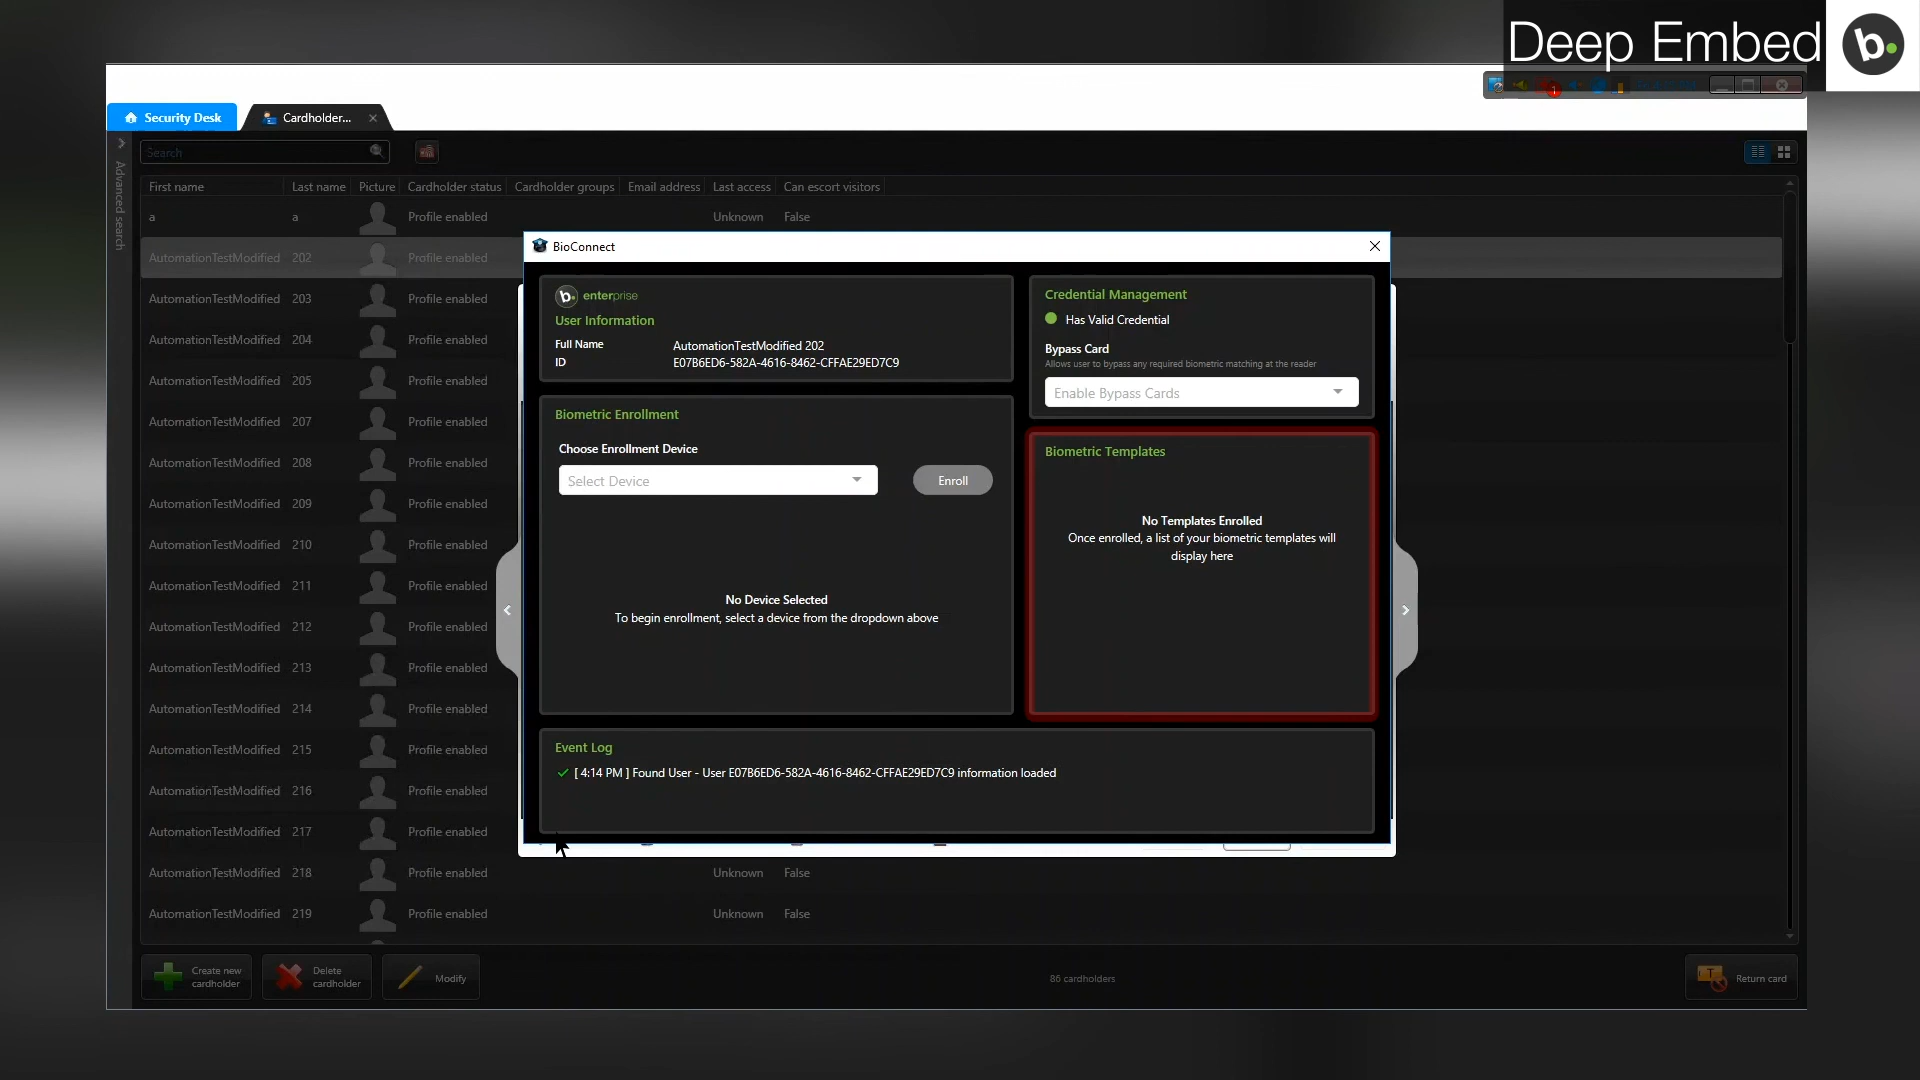 Deep Embed
b.
Security Desk
Cardholder...
Search
Advanced search
First name Last name Picture Cardholder status Cardholder groups Email address Last access Can escort visitors
a a Profile enabled Unknown False
AutomationTestModified 202 Profile enabled
AutomationTestModified 203 Profile enabled
AutomationTestModified 204 Profile enabled
AutomationTestModified 205 Profile enabled
AutomationTestModified 207 Profile enabled
AutomationTestModified 208 Profile enabled
AutomationTestModified 209 Profile enabled
AutomationTestModified 210 Profile enabled
AutomationTestModified 211 Profile enabled
AutomationTestModified 212 Profile enabled
AutomationTestModified 213 Profile enabled
AutomationTestModified 214 Profile enabled
AutomationTestModified 215 Profile enabled
AutomationTestModified 216 Profile enabled
AutomationTestModified 217 Profile enabled
AutomationTestModified 218 Profile enabled Unknown False
AutomationTestModified 219 Profile enabled Unknown False
BioConnect
b. enterprise
User Information
Full Name AutomationTestModified 202
ID E07B6ED6-582A-4616-8462-CFFAE29ED7C9
Credential Management
Has Valid Credential
Bypass Card
Allows user to bypass any required biometric matching at the reader
Enable Bypass Cards
Biometric Enrollment
Choose Enrollment Device
Select Device
Enroll
No Device Selected
To begin enrollment, select a device from the dropdown above
Biometric Templates
No Templates Enrolled
Once enrolled, a list of your biometric templates will
display here
Event Log
[ 4:14 PM ] Found User - User E07B6ED6-582A-4616-8462-CFFAE29ED7C9 information loaded
Create new
cardholder
Delete
cardholder
Modify
86 cardholders
Return card